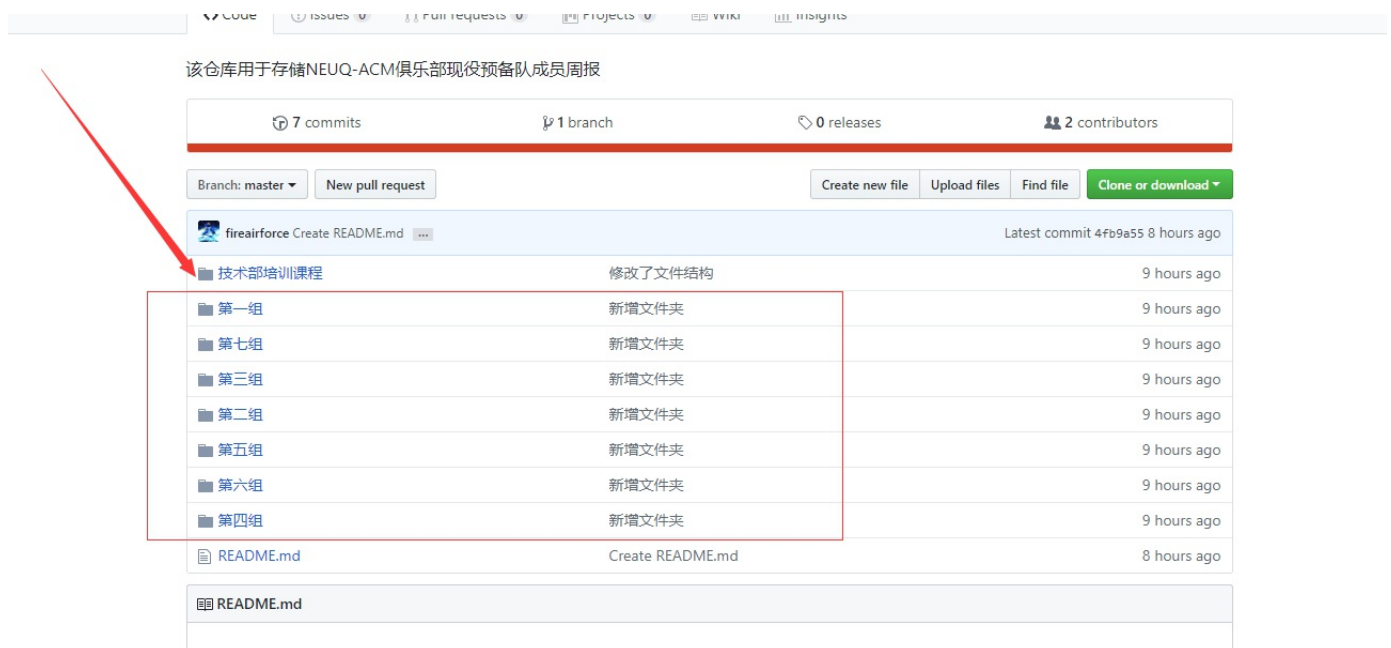 Code Issues 0 Pull requests 0 Projects 0 Wiki Insights
该仓库用于存储NEUQ-ACM俱乐部现役预备队成员周报
7 commits 1 branch 0 releases 2 contributors
Branch: master New pull request Create new file Upload files Find file Clone or download
fireairforce Create README.md ... Latest commit 4fb9a55 8 hours ago
技术部培训课程 修改了文件结构 9 hours ago
第一组 新增文件夹 9 hours ago
第七组 新增文件夹 9 hours ago
第三组 新增文件夹 9 hours ago
第二组 新增文件夹 9 hours ago
第五组 新增文件夹 9 hours ago
第六组 新增文件夹 9 hours ago
第四组 新增文件夹 9 hours ago
README.md Create README.md 8 hours ago
README.md